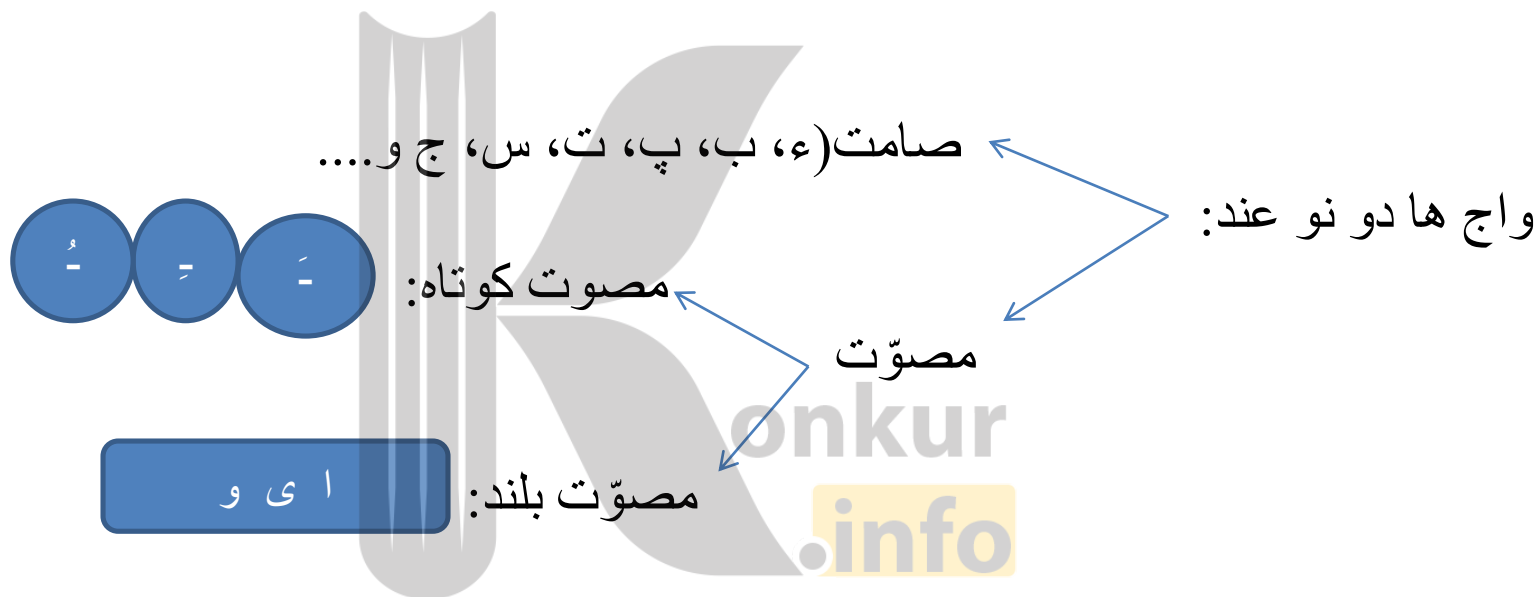 صامت(ء، ب، پ، ت، س، ج و....
واج ها دو نو عند:
ـَ ـِ ـُ
مصوت کوتاه:
مصوّت
onkur
مصوّت بلند:
ا ی و
.info